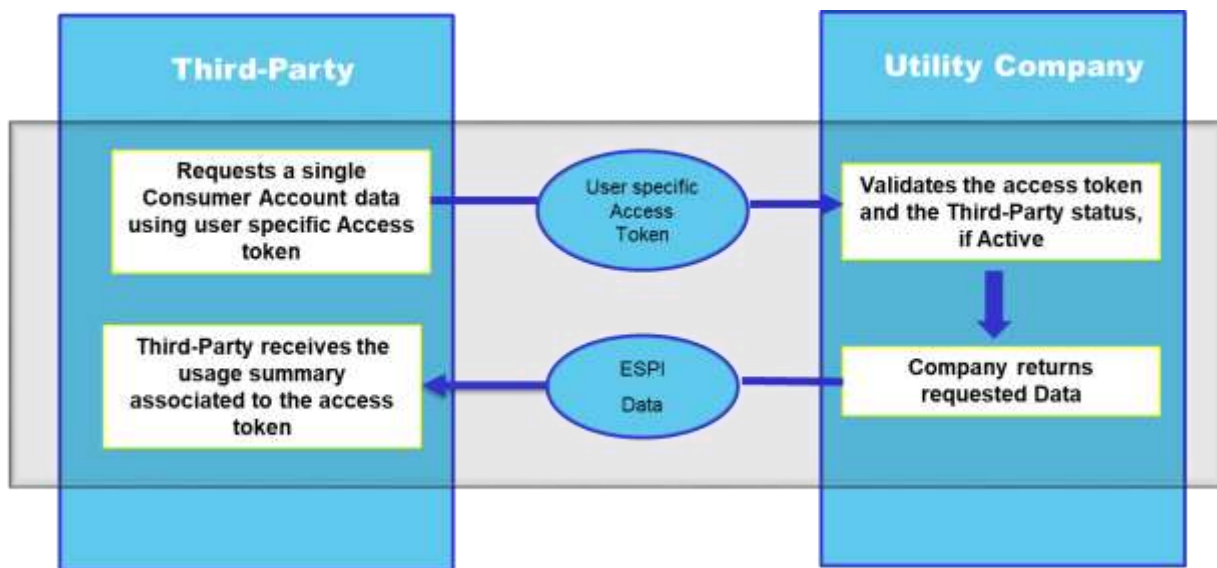 Third-Party
Utility Company
Requests a single
Consumer Account data
using user specific Access
token
User specific
Access
Token
Validates the access token
and the Third-Party status,
if Active
Third-Party receives the
usage summary
associated to the access
token
ESPI
Data
Company returns
requested Data